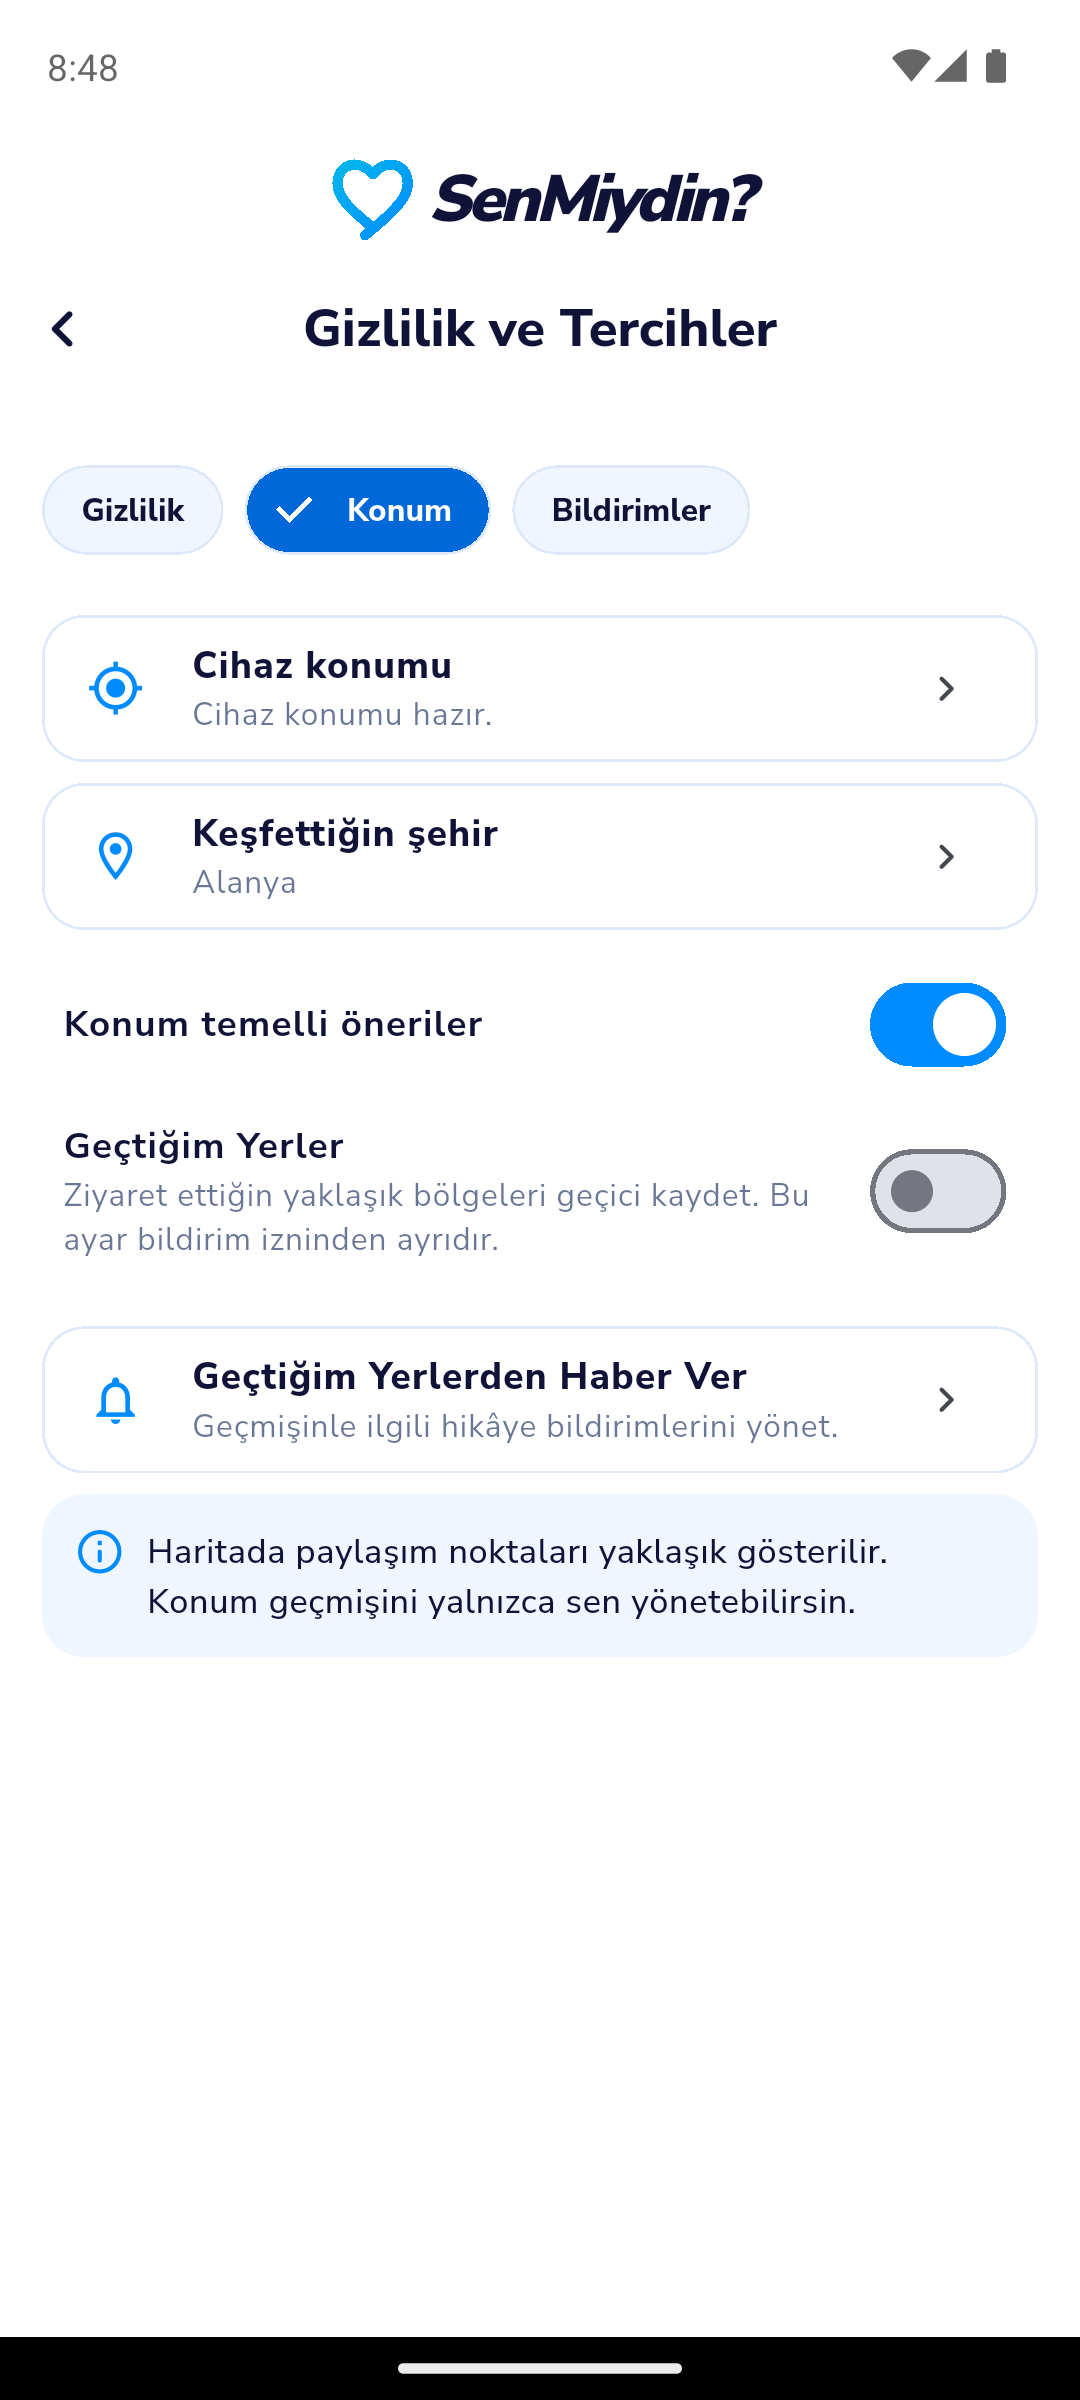 8:48
SenMiydin?
Gizlilik ve Tercihler
Gizlilik
Konum
Bildirimler
Cihaz konumu
Cihaz konumu hazır.
Keşfettiğin şehir
Alanya
Konum temelli öneriler
Geçtiğim Yerler
Ziyaret ettiğin yaklaşık bölgeleri geçici kaydet. Bu
ayar bildirim izninden ayrıdır.
Geçtiğim Yerlerden Haber Ver
Geçmişinle ilgili hikâye bildirimlerini yönet.
Haritada paylaşım noktaları yaklaşık gösterilir.
Konum geçmişini yalnızca sen yönetebilirsin.